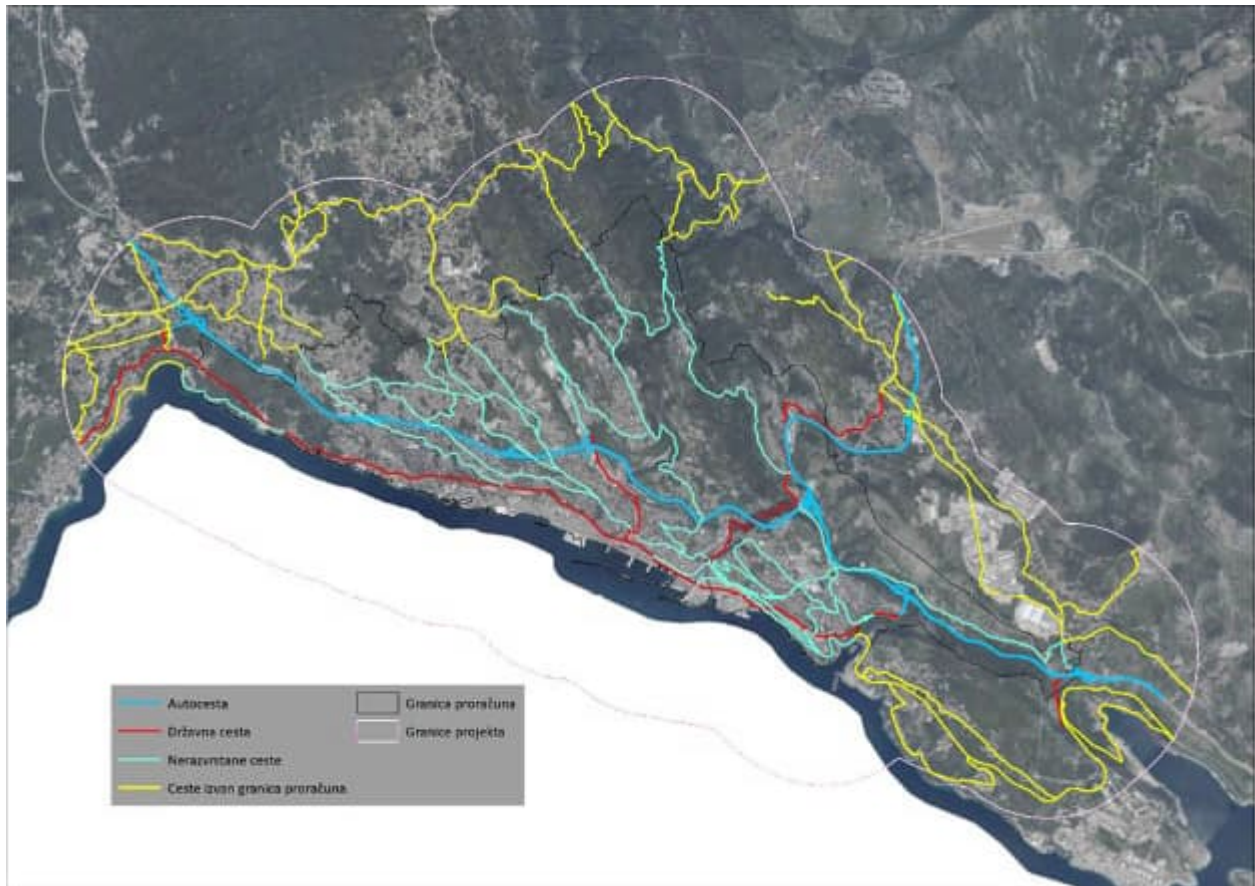 Autocesta
Državna cesta
Nerazvrstane ceste
Ceste izvan granica proračuna
Granica proračuna
Granice projekta